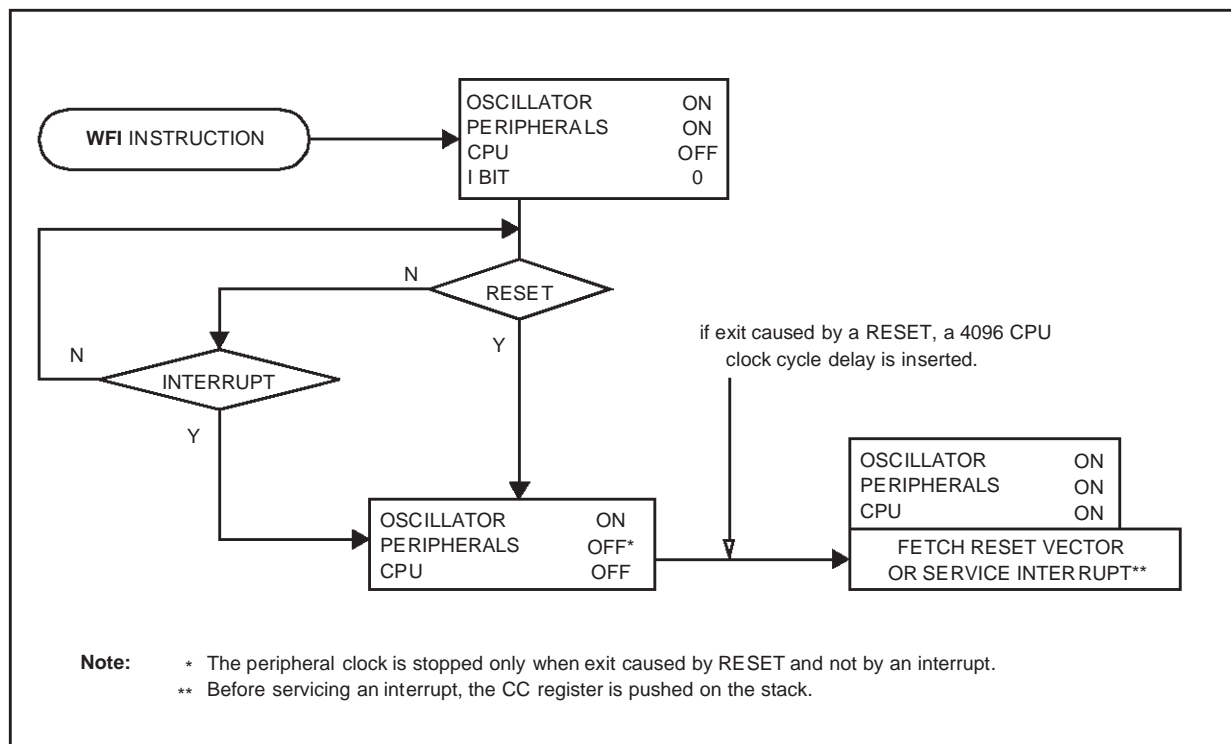 WFI INSTRUCTION
OSCILLATOR ON
PERIPHERALS ON
CPU OFF
I BIT 0
N
RESET
Y
if exit caused by a RESET, a 4096 CPU
clock cycle delay is inserted.
N
INTERRUPT
Y
OSCILLATOR ON
PERIPHERALS OFF*
CPU OFF
OSCILLATOR ON
PERIPHERALS ON
CPU ON
FETCH RESET VECTOR
OR SERVICE INTERRUPT**
Note: * The peripheral clock is stopped only when exit caused by RESET and not by an interrupt.
** Before servicing an interrupt, the CC register is pushed on the stack.